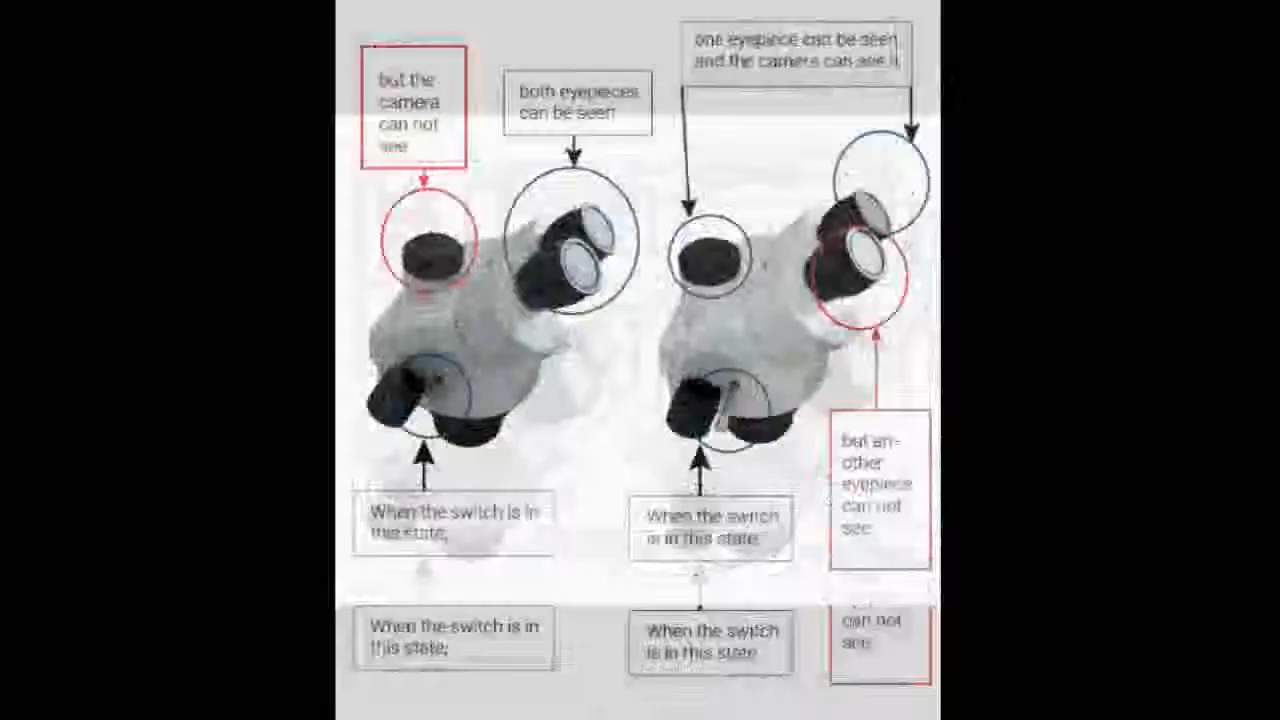 one eyepiece can be seen
and the camera can see it
but the
camera
can not
see
both eyepieces
can be seen
When the switch is in
this state,
When the switch
is in this state
but an-
other
eyepiece
can not
see
When the switch is in
this state,
When the switch
is in this state
can not
see